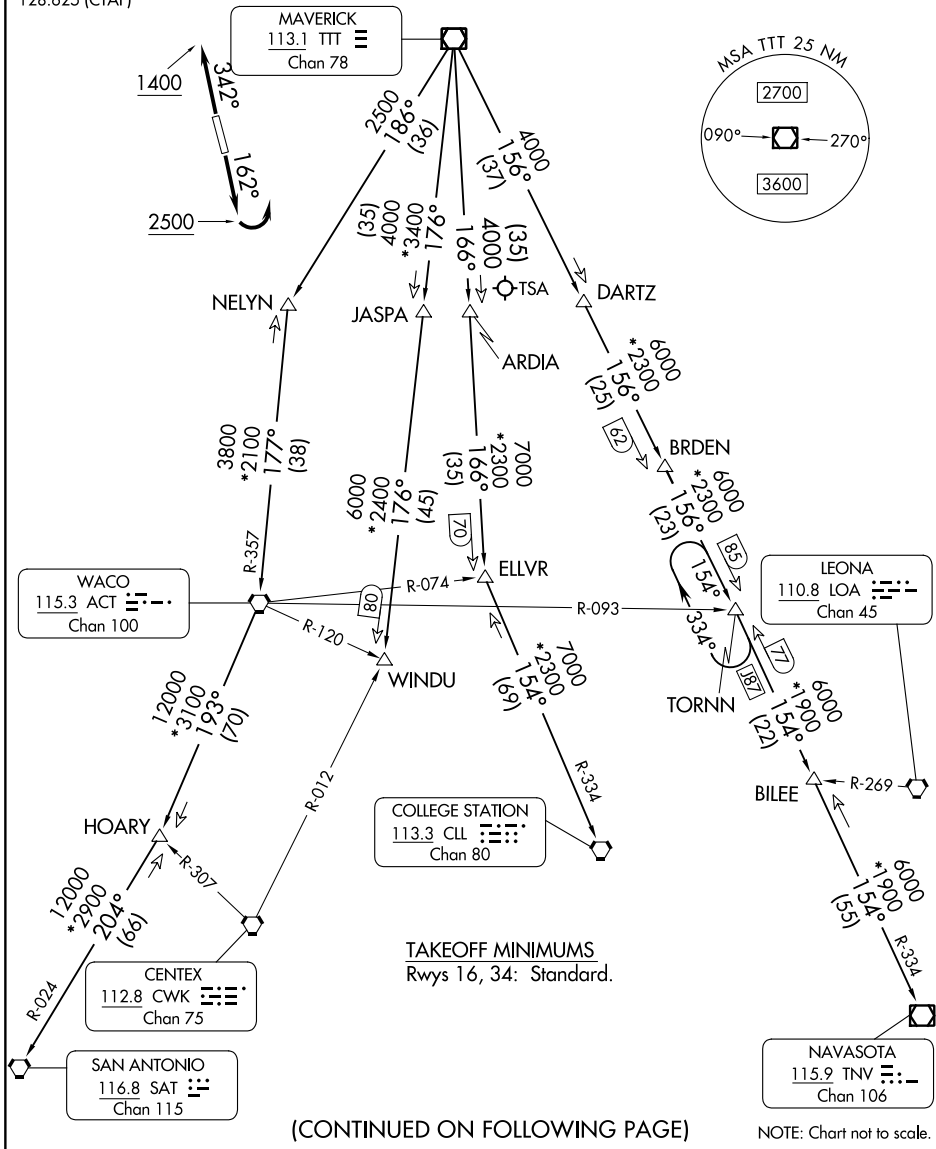 128.625 (CTAF)
MAVERICK
113.1 TTT
Chan 78
1400
342°
162°
2500
MSA TTT 25 NM
2700
090°
270°
3600
2500
186°
(36)
(35)
4000
*3400
176°
(35)
4000
166°
4000
156°
(37)
TSA
NELYN
JASPA
ARDIA
DARTZ
6000
*2300
156°
(25)
62
BRDEN
3800
*2100
177°
(38)
6000
*2400
176°
(45)
7000
*2300
166°
(35)
6000
*2300
156°
(23)
R-357
70
85
154°
334°
WACO
115.3 ACT
Chan 100
R-074
ELLVR
R-093
LEONA
110.8 LOA
Chan 45
R-120
80
WINDU
TORNN
J87
77
12000
*3100
193°
(70)
7000
*2300
154°
(69)
6000
*1900
154°
(22)
R-012
R-334
BILEE
R-269
HOARY
R-307
COLLEGE STATION
113.3 CLL
Chan 80
12000
*2900
204°
(66)
6000
*1900
154°
(55)
R-334
TAKEOFF MINIMUMS
Rwys 16, 34: Standard.
CENTEX
112.8 CWK
Chan 75
R-024
SAN ANTONIO
116.8 SAT
Chan 115
NAVASOTA
115.9 TNV
Chan 106
(CONTINUED ON FOLLOWING PAGE)
NOTE: Chart not to scale.